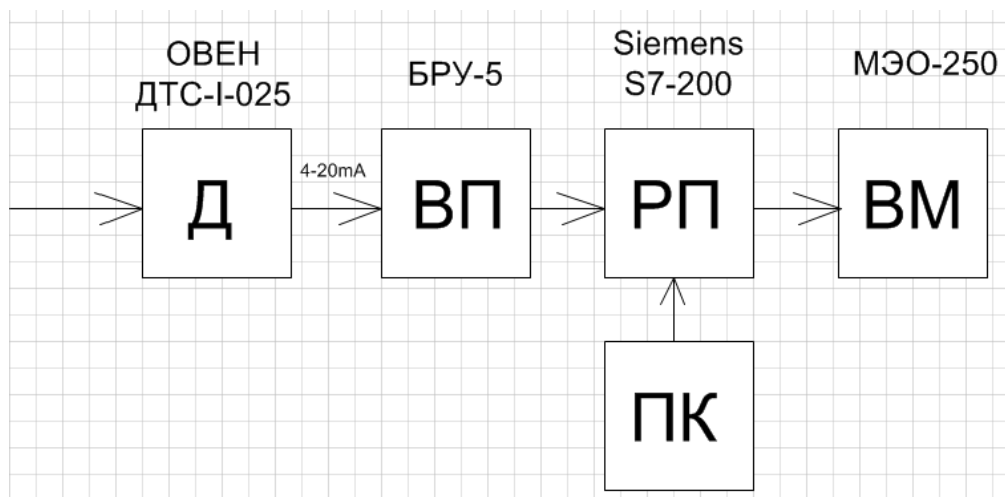 ОВЕН
ДТС-I-025
БРУ-5
Siemens
S7-200
МЭО-250
4-20mA
Д
ВП
РП
ВМ
ПК